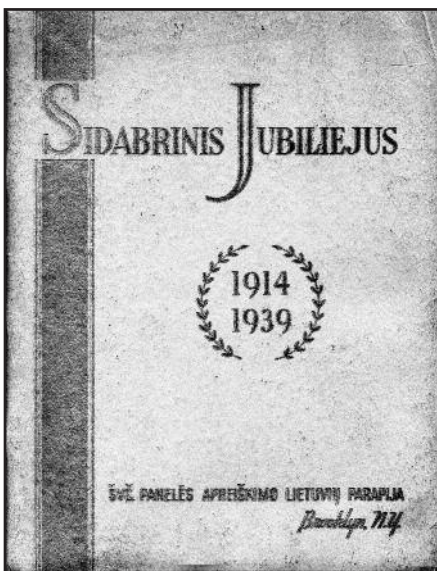 SIDABRINIS JUBILIEJUS
1914
1939
ŠVČ. PANELĖS APREIŠKIMO LIETUVIŲ PARAPIJA
Brooklyn, N.Y.